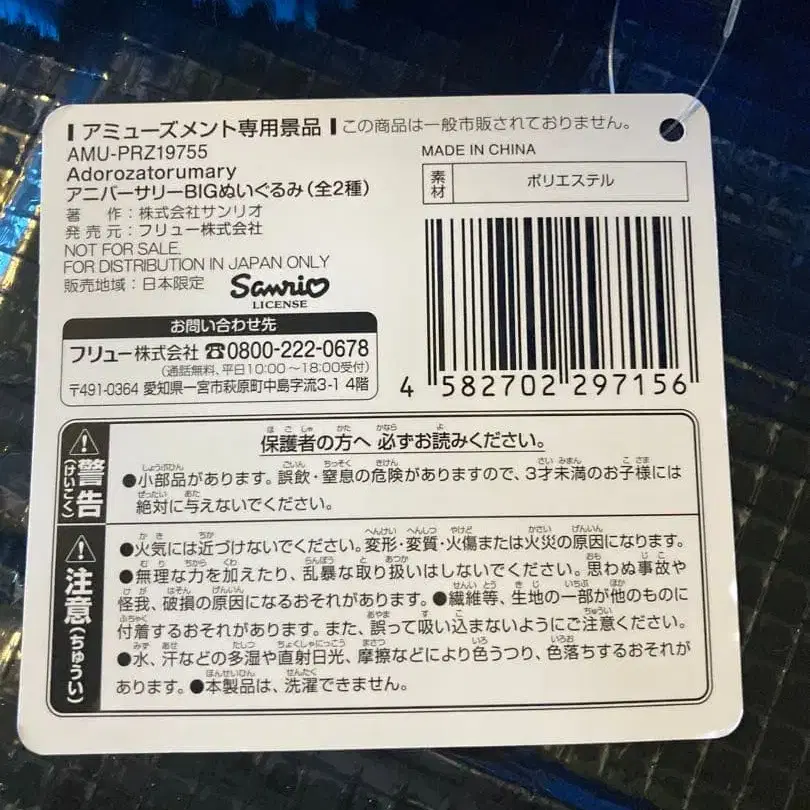 アミューズメント専用景品 この商品は一般市販されておりません。
AMU-PRZ19755
Adorozatorumary
アニバーサリーBIGぬいぐるみ(全2種)
著 作:株式会社サンリオ
発 売 元:フリュー株式会社
NOT FOR SALE.
FOR DISTRIBUTION IN JAPAN ONLY
販売地域:日本限定
Sanrio
LICENSE
MADE IN CHINA
素材 ポリエステル
4 582702 297156
お問い合わせ先
フリュー株式会社 ☎0800-222-0678
(通話無料、平日10:00~18:00受付)
〒491-0364 愛知県一宮市萩原町中島字流3-1 4階
警告(けいこく)
保護者の方へ 必ずお読みください。
●小部品があります。誤飲・窒息の危険がありますので、3才未満のお子様には
絶対に与えないでください。
注意(ちゅうい)
●火気には近づけないでください。変形・変質・火傷または火災の原因になります。
●無理な力を加えたり、乱暴な取り扱いはしないでください。思わぬ事故や
怪我、破損の原因になるおそれがあります。●繊維等、生地の一部が他のものに
付着するおそれがあります。また、誤って吸い込まないようにご注意ください。
●水、汗などの多湿や直射日光、摩擦などにより色うつり、色落ちするおそれが
あります。●本製品は、洗濯できません。